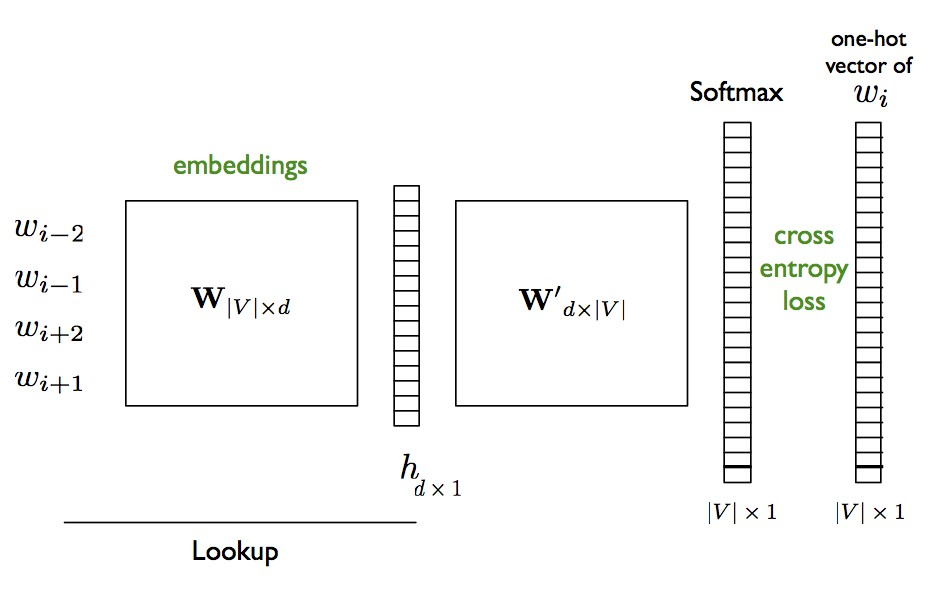 one-hot
vector of
Softmax
w_i
embeddings
w_{i-2}
w_{i-1}
w_{i+2}
w_{i+1}
W_{|V|×d}
W'_{d×|V|}
cross
entropy
loss
h_{d×1}
|V| × 1
|V| × 1
Lookup